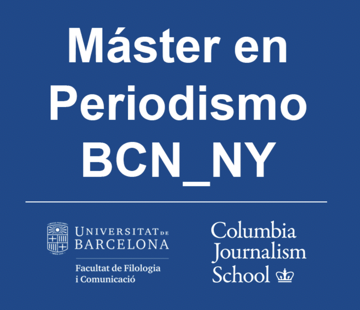 Máster en
Periodismo
BCN_NY
UNIVERSITAT DE
BARCELONA
Facultat de Filologia
i Comunicació
Columbia
Journalism
School